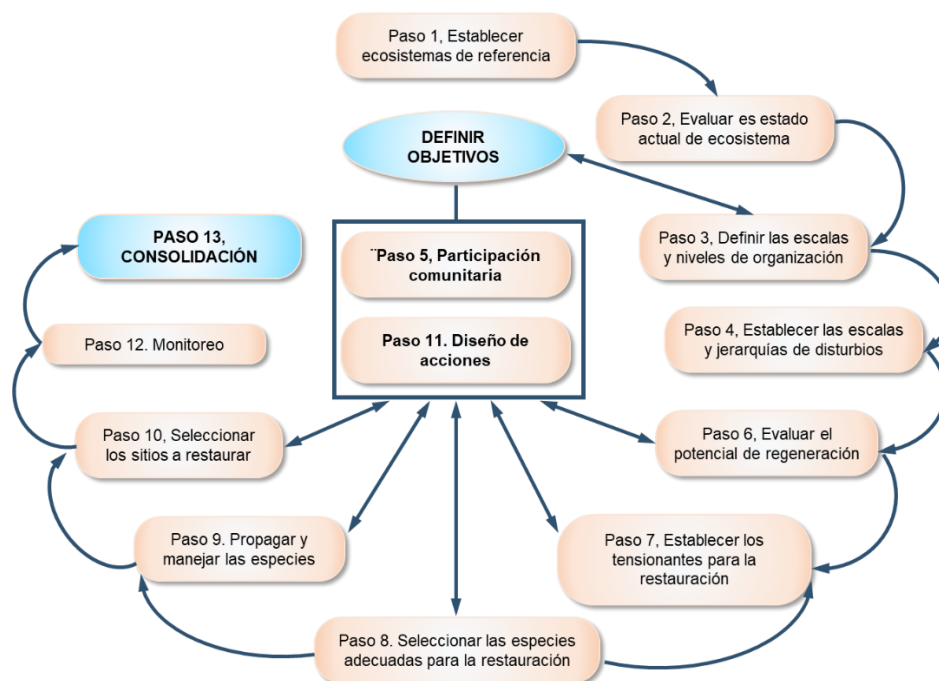 Paso 1, Establecer
ecosistemas de referencia
Paso 2, Evaluar es estado
actual de ecosistema
DEFINIR
OBJETIVOS
Paso 3, Definir las escalas
y niveles de organización
PASO 13,
CONSOLIDACIÓN
¨Paso 5, Participación
comunitaria
Paso 4, Establecer las escalas
y jerarquías de disturbios
Paso 12. Monitoreo
Paso 11. Diseño de
acciones
Paso 10, Seleccionar
los sitios a restaurar
Paso 6, Evaluar el
potencial de regeneración
Paso 9. Propagar y
manejar las especies
Paso 7, Establecer los
tensionantes para la
restauración
Paso 8. Seleccionar las especies
adecuadas para la restauración